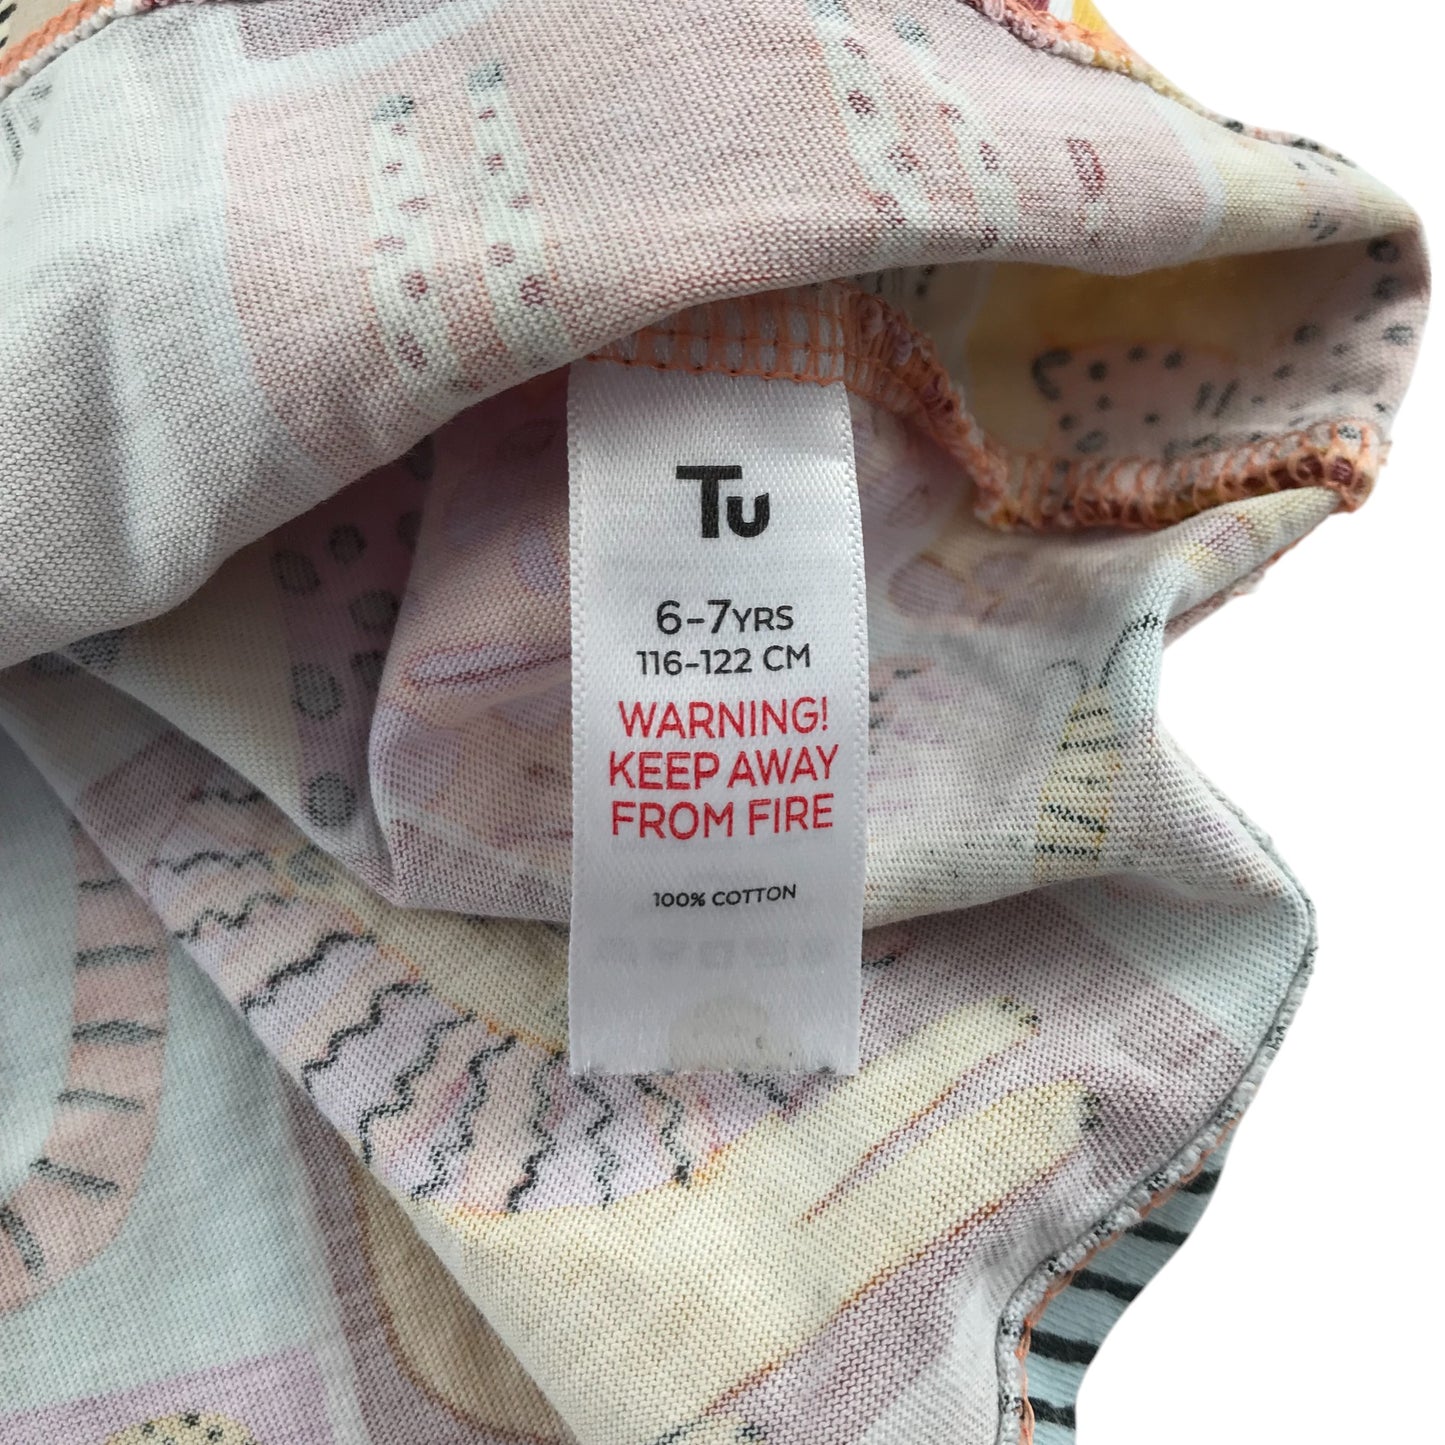 Tu
6-7YRS
116-122 CM
WARNING!
KEEP AWAY
FROM FIRE
100% COTTON